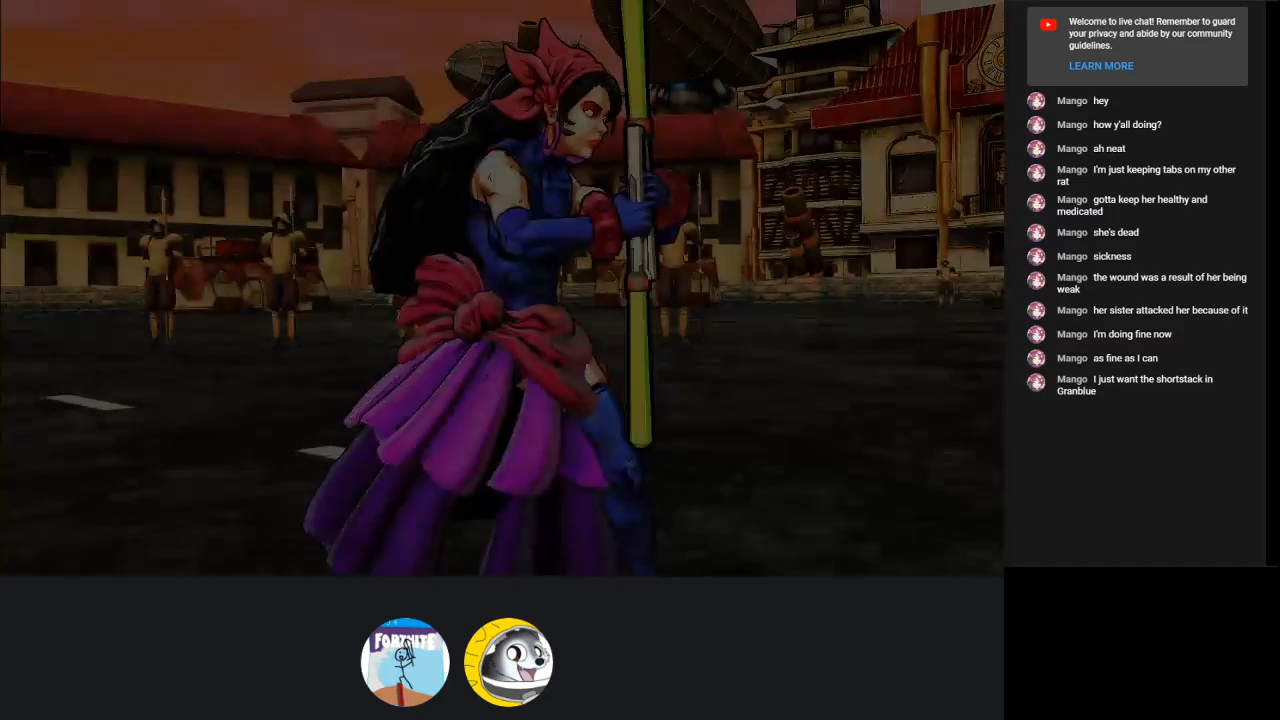 Welcome to live chat! Remember to guard
your privacy and abide by our community
guidelines.
LEARN MORE
Mango hey
Mango how y'all doing?
Mango ah neat
Mango I'm just keeping tabs on my other
rat
Mango gotta keep her healthy and
medicated
Mango she's dead
Mango sickness
Mango the wound was a result of her being
weak
Mango her sister attacked her because of it
Mango I'm doing fine now
Mango as fine as I can
Mango I just want the shortstack in
Granblue
FORTNITE